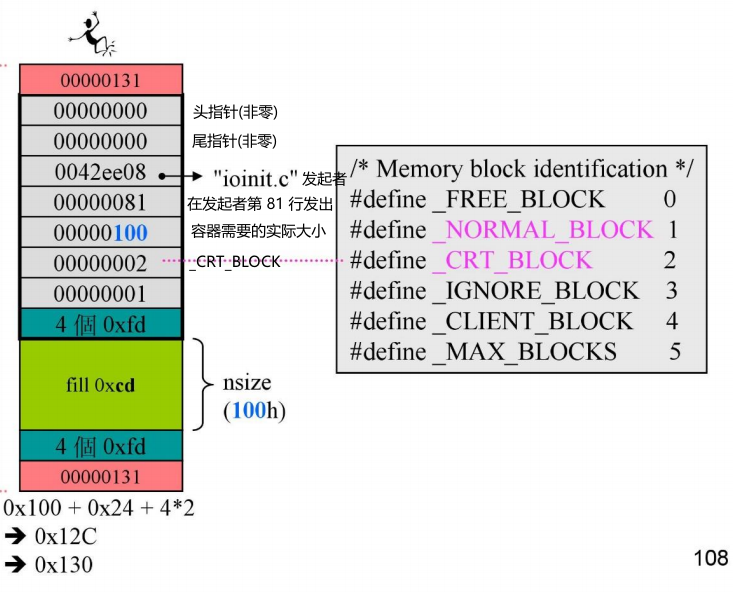 00000131
00000000 头指针(非零)
00000000 尾指针(非零)
0042ee08 "ioinit.c" 发起者
00000081 在发起者第 81 行发出
00000100 容器需要的实际大小
00000002 _CRT_BLOCK
00000001
4 個 0xfd
fill 0xcd
nsize
(100h)
4 個 0xfd
00000131
0x100 + 0x24 + 4*2
➔ 0x12C
➔ 0x130
/* Memory block identification */
#define _FREE_BLOCK 0
#define _NORMAL_BLOCK 1
#define _CRT_BLOCK 2
#define _IGNORE_BLOCK 3
#define _CLIENT_BLOCK 4
#define _MAX_BLOCKS 5
108